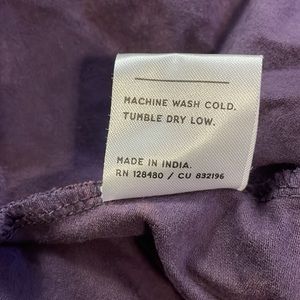 MACHINE WASH COLD.
TUMBLE DRY LOW.
MADE IN INDIA.
RN 128480 / CU 832196